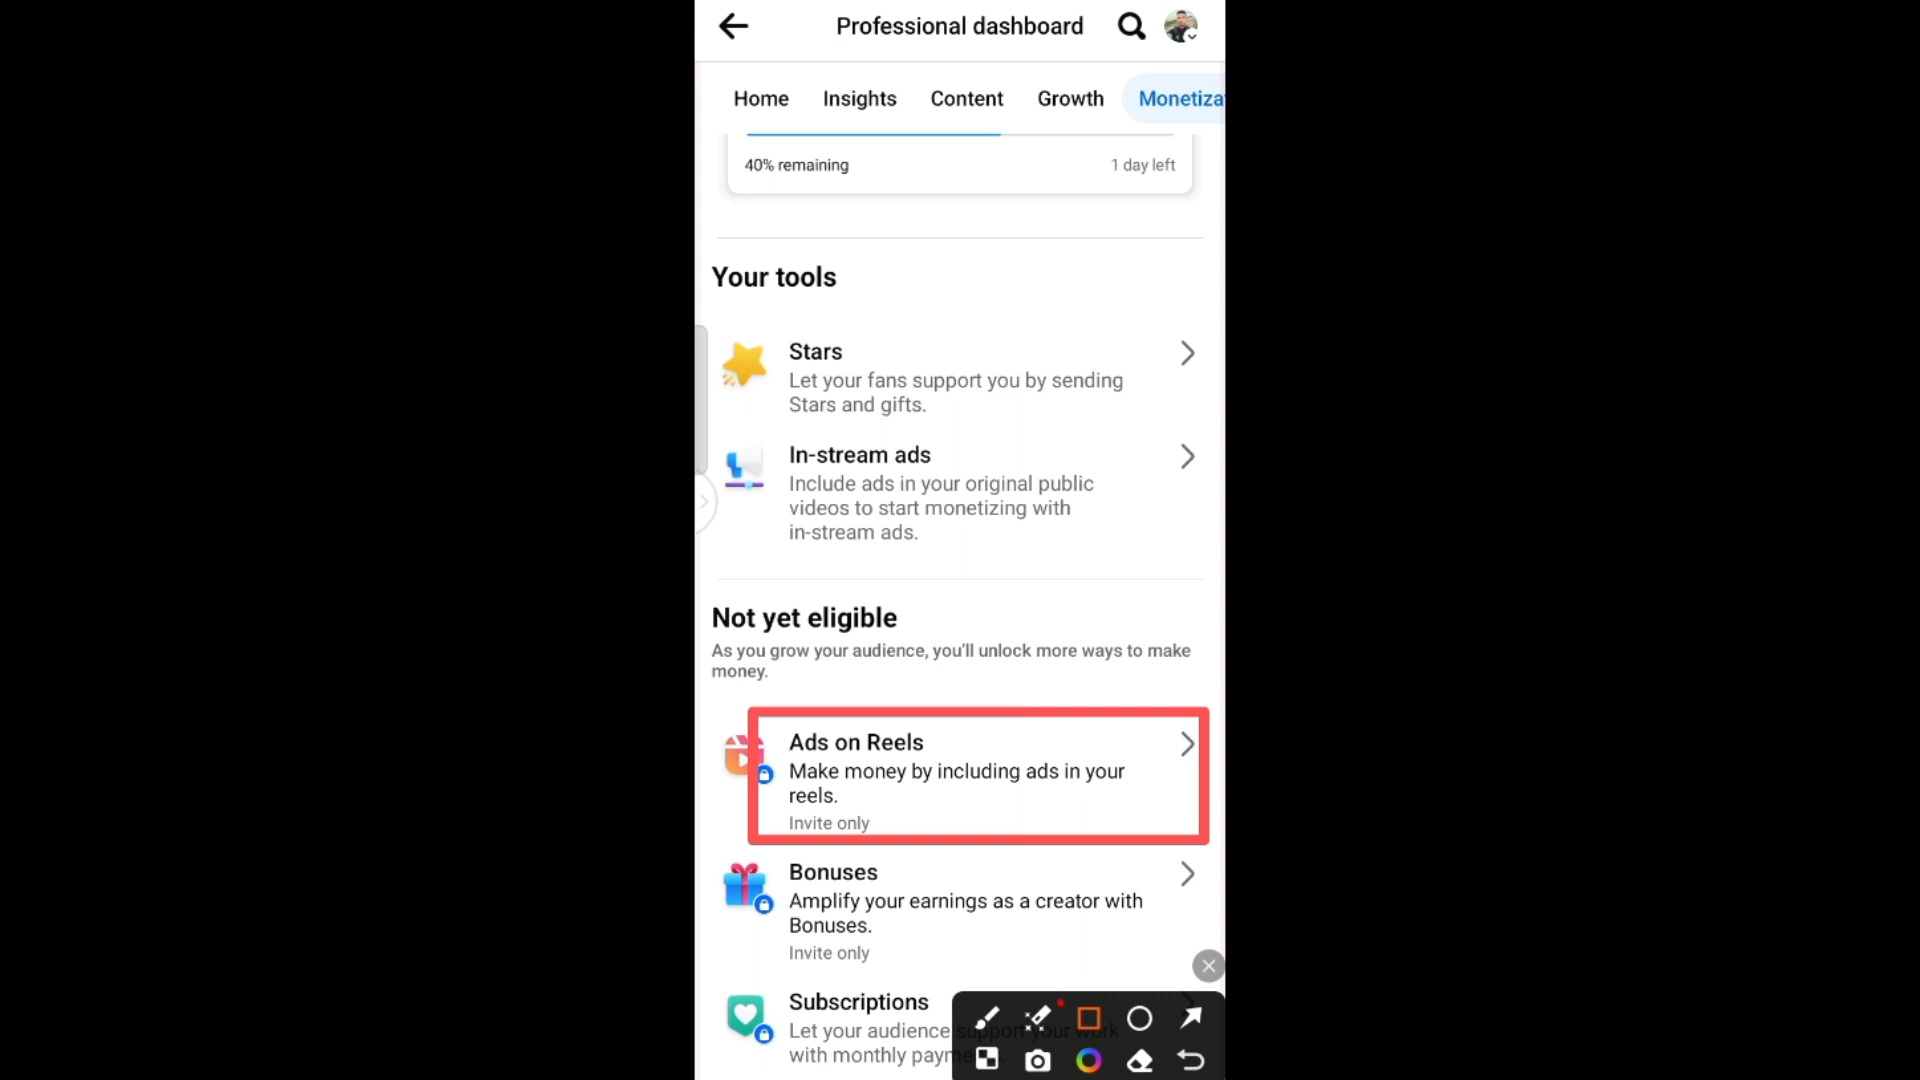 Professional dashboard
Home Insights Content Growth Monetiza
40% remaining 1 day left
Your tools
Stars
Let your fans support you by sending
Stars and gifts.
In-stream ads
Include ads in your original public
videos to start monetizing with
in-stream ads.
Not yet eligible
As you grow your audience, you'll unlock more ways to make
money.
Ads on Reels
Make money by including ads in your
reels.
Invite only
Bonuses
Amplify your earnings as a creator with
Bonuses.
Invite only
Subscriptions
Let your audience support your work
with monthly payme